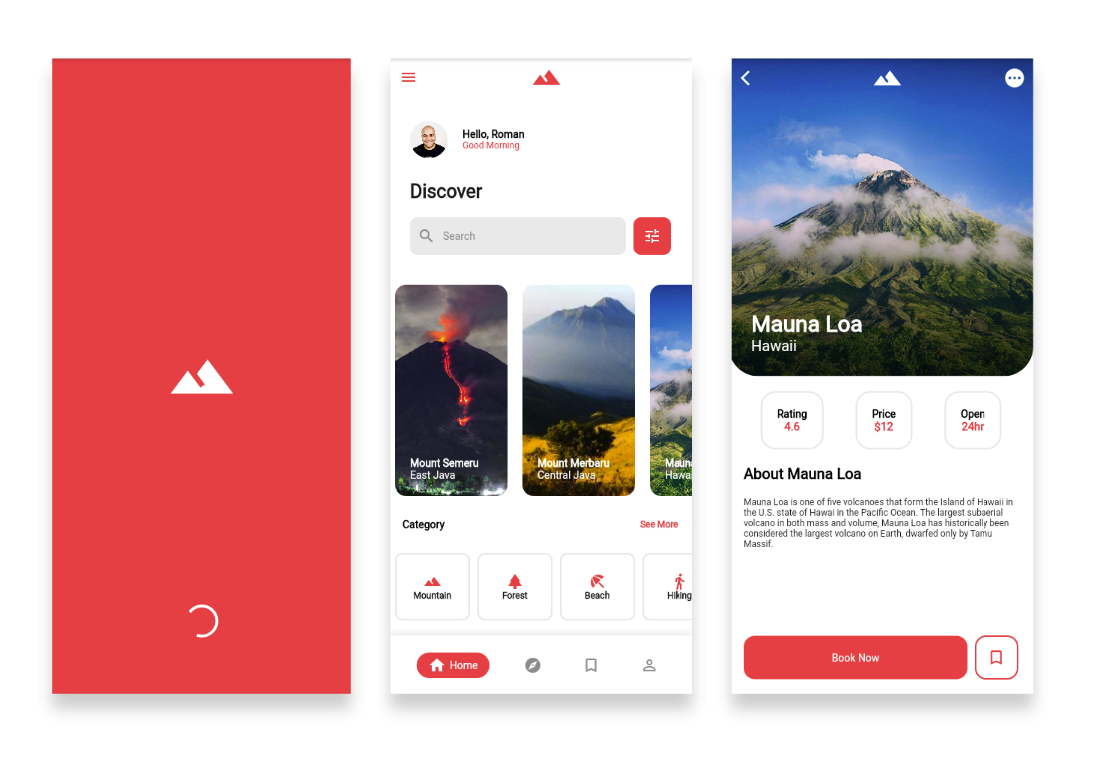 Hello, Roman
Good Morning
Discover
Search
Mount Semeru
East Java
Mount Merbaru
Central Java
Category
See More
Mountain
Forest
Beach
Hiking
Home
Mauna Loa
Hawaii
Rating
4.6
Price
$12
Open
24hr
About Mauna Loa
Mauna Loa is one of five volcanoes that form the Island of Hawaii in
the U.S. state of Hawai in the Pacific Ocean. The largest subaerial
volcano in both mass and volume, Mauna Loa has historically been
considered the largest volcano on Earth, dwarfed only by Tamu
Massif.
Book Now